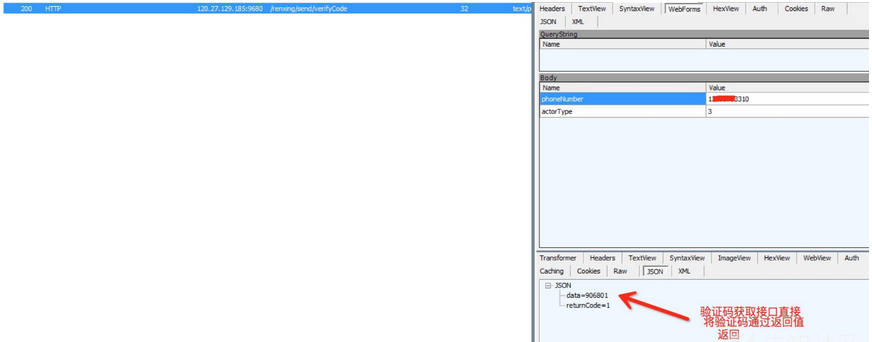 200 HTTP 120.27.129.185:9680 /renxing/send/verifyCode 32 text/p
Headers TextView SyntaxView WebForms HexView Auth Cookies Raw
JSON XML
QueryString
Name Value
Body
Name Value
phoneNumber
actorType 3
Transformer Headers TextView SyntaxView ImageView HexView WebView Auth
Caching Cookies Raw JSON XML
JSON
data=906801
returnCode=1
验证码获取接口直接
将验证码通过返回值
返回